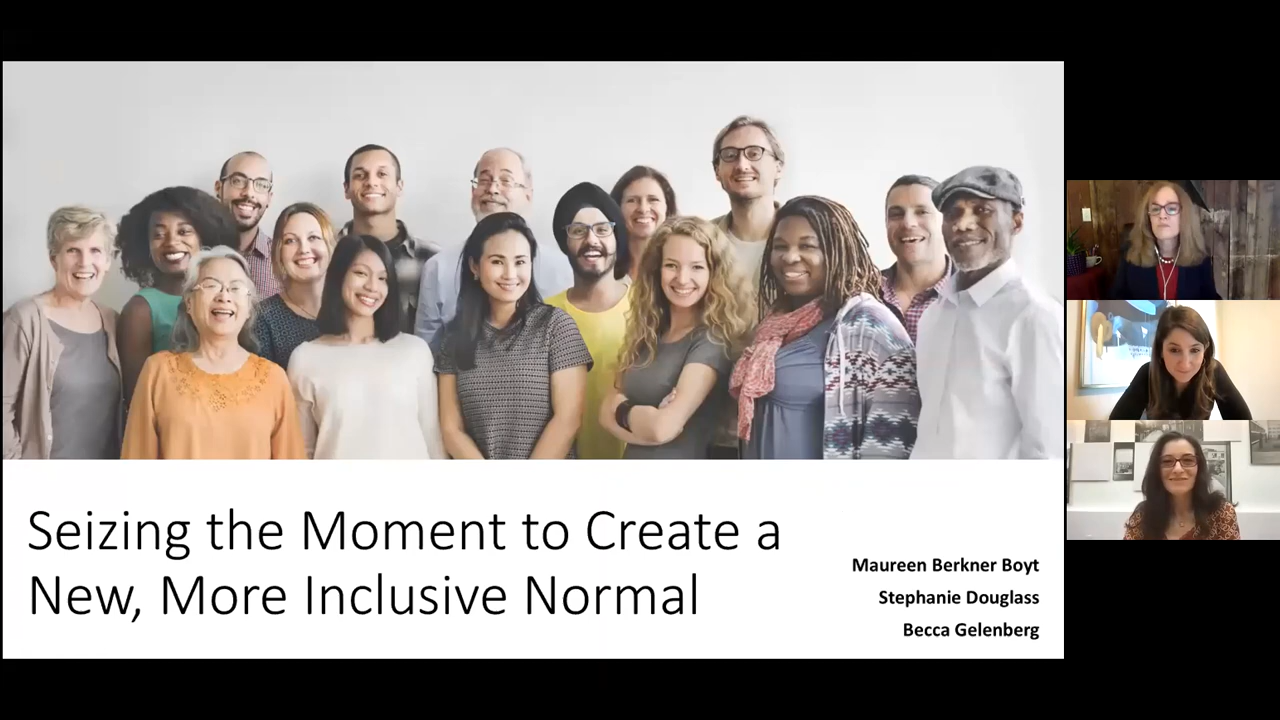 Seizing the Moment to Create a
New, More Inclusive Normal
Maureen Berkner Boyt
Stephanie Douglass
Becca Gelenberg